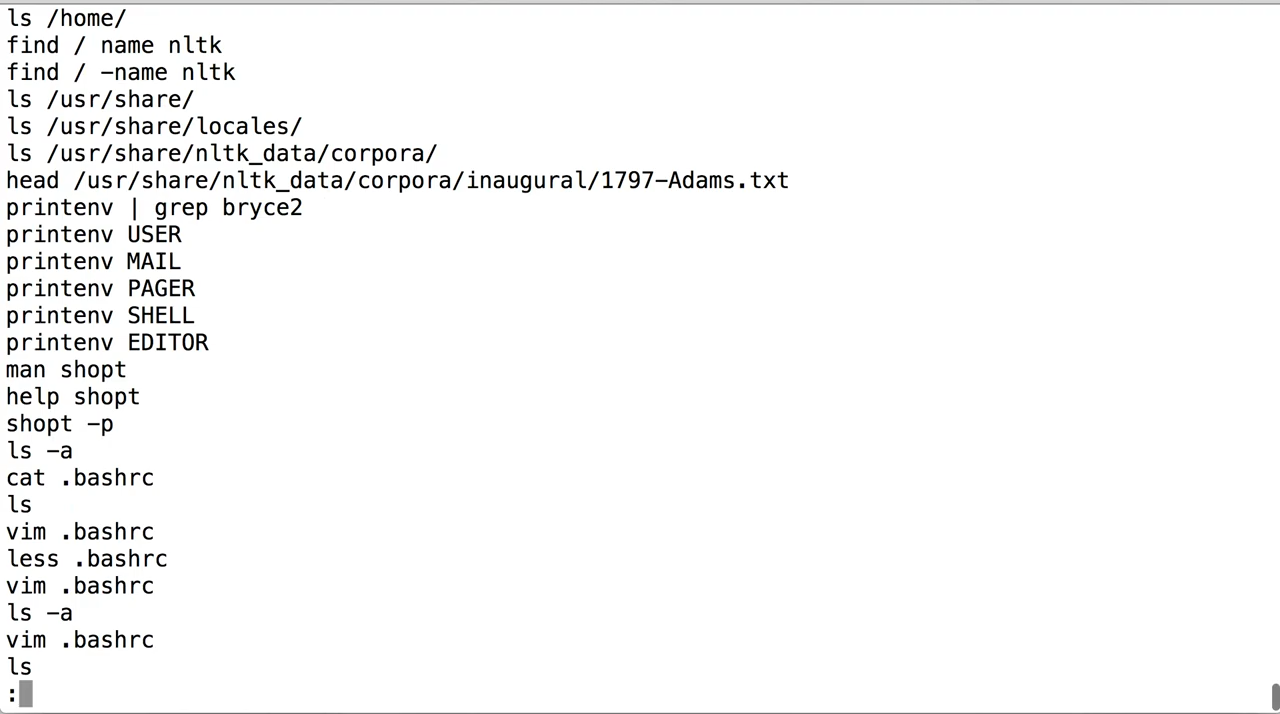 ls /home/
find / name nltk
find / -name nltk
ls /usr/share/
ls /usr/share/locales/
ls /usr/share/nltk_data/corpora/
head /usr/share/nltk_data/corpora/inaugural/1797-Adams.txt
printenv | grep bryce2
printenv USER
printenv MAIL
printenv PAGER
printenv SHELL
printenv EDITOR
man shopt
help shopt
shopt -p
ls -a
cat .bashrc
ls
vim .bashrc
less .bashrc
vim .bashrc
ls -a
vim .bashrc
ls
: